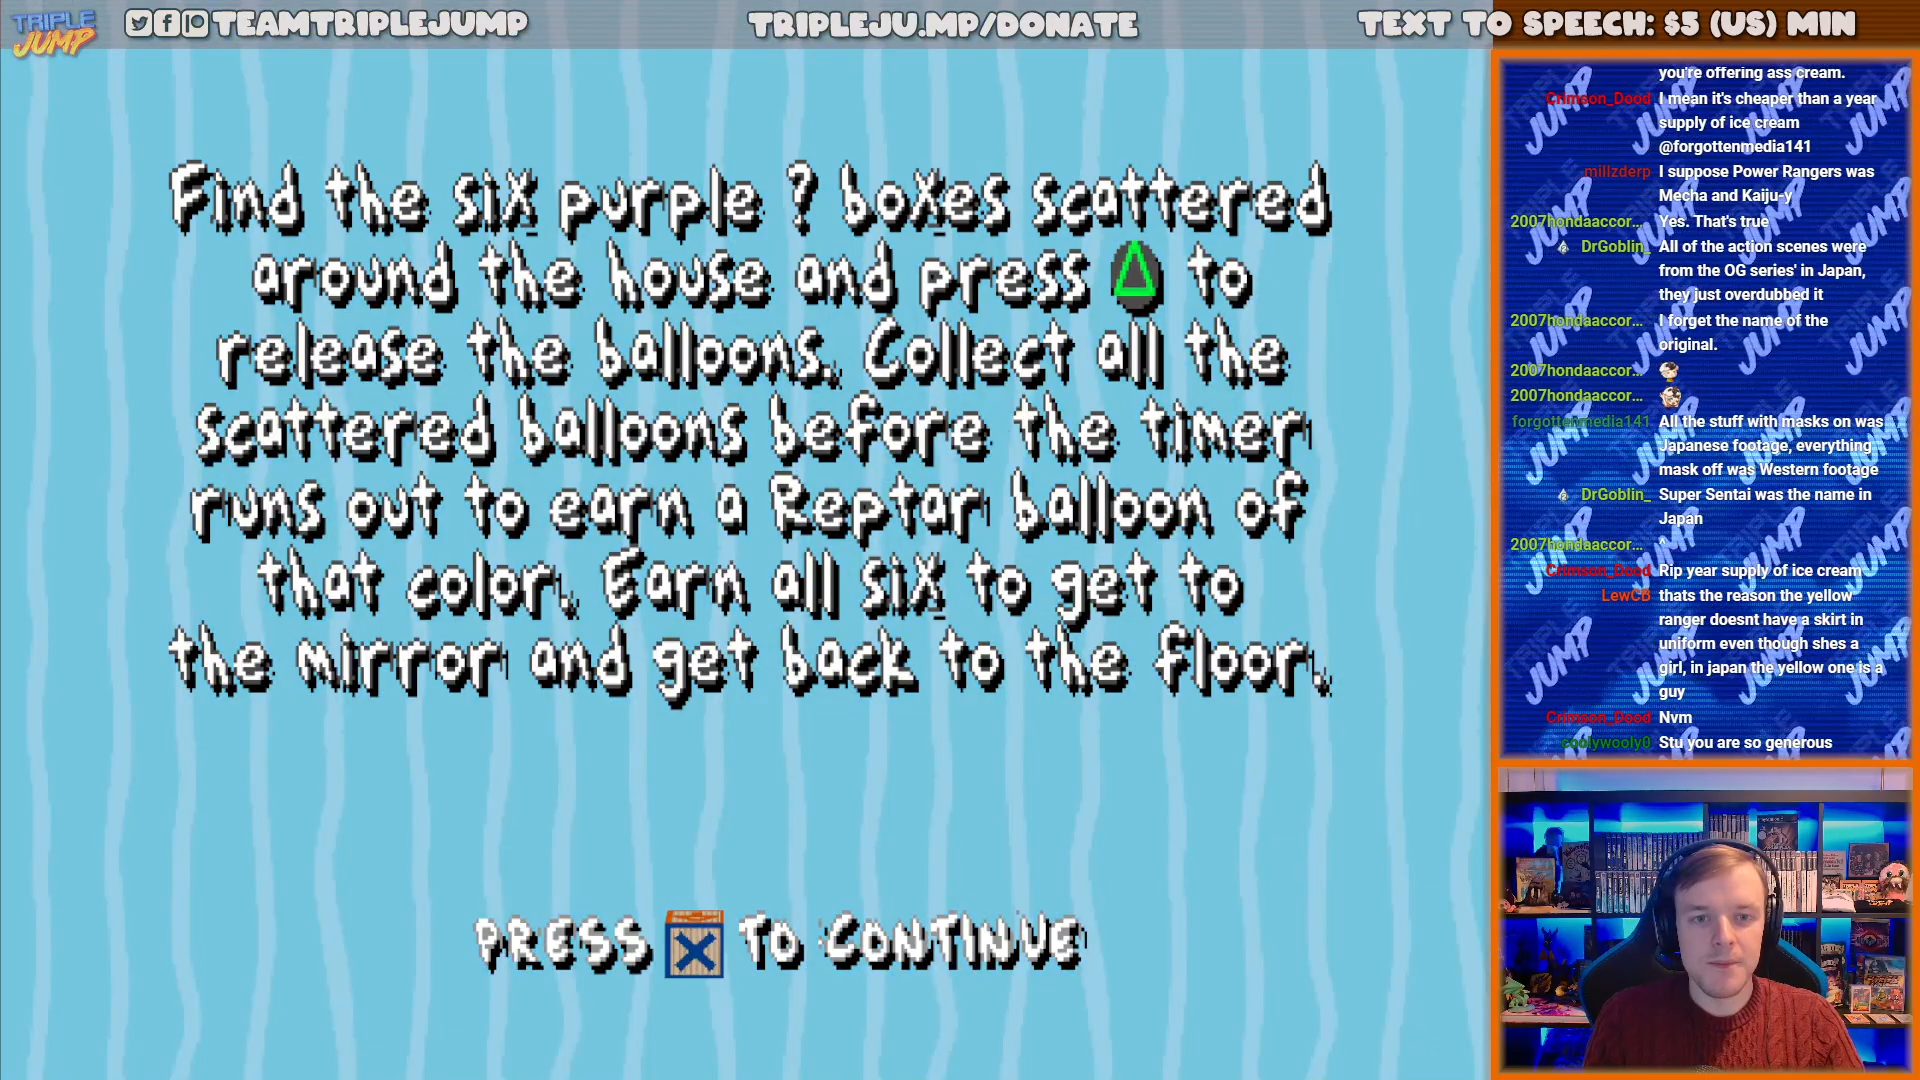 TRIPLE
JUMP
TEAMTRIPLEJUMP
TRIPLEJU.MP/DONATE
TEXT TO SPEECH: $5 (US) MIN
Find the six purple ? boxes scattered
around the house and press △ to
release the balloons. Collect all the
scattered balloons before the timer
runs out to earn a Reptar balloon of
that color. Earn all six to get to
the mirror and get back to the floor.
PRESS X TO CONTINUE
you're offering ass cream.
Crimson_Dood I mean it's cheaper than a year
supply of ice cream
@forgottenmedia141
millzderp I suppose Power Rangers was
Mecha and Kaiju-y
2007hondaaccor... Yes. That's true
DrGoblin_ All of the action scenes were
from the OG series' in Japan,
they just overdubbed it
2007hondaaccor... I forget the name of the
original.
2007hondaaccor...
2007hondaaccor...
forgottenmedia141 All the stuff with masks on was
Japanese footage, everything
mask off was Western footage
DrGoblin_ Super Sentai was the name in
Japan
2007hondaaccor... ^
Crimson_Dood Rip year supply of ice cream
LewCB thats the reason the yellow
ranger doesnt have a skirt in
uniform even though shes a
girl, in japan the yellow one is a
guy
Crimson_Dood Nvm
coolywooly0 Stu you are so generous